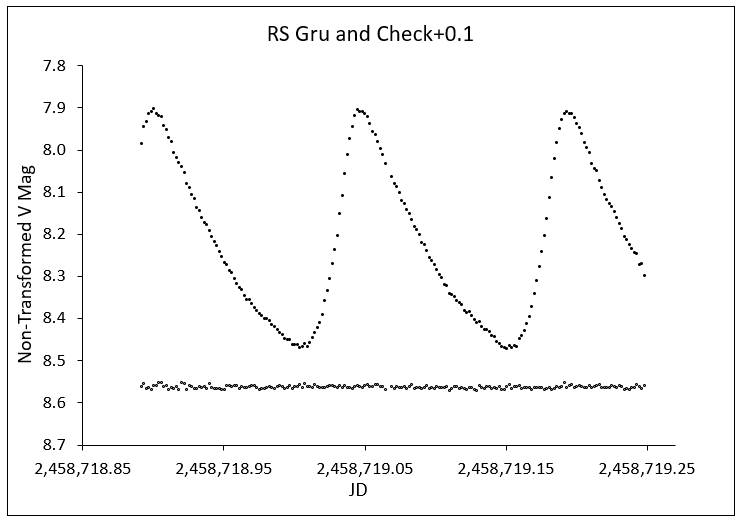 RS Gru and Check+0.1
7.8
7.9
8.0
8.1
8.2
8.3
8.4
8.5
8.6
8.7
Non-Transformed V Mag
2,458,718.85 2,458,718.95 2,458,719.05 2,458,719.15 2,458,719.25
JD